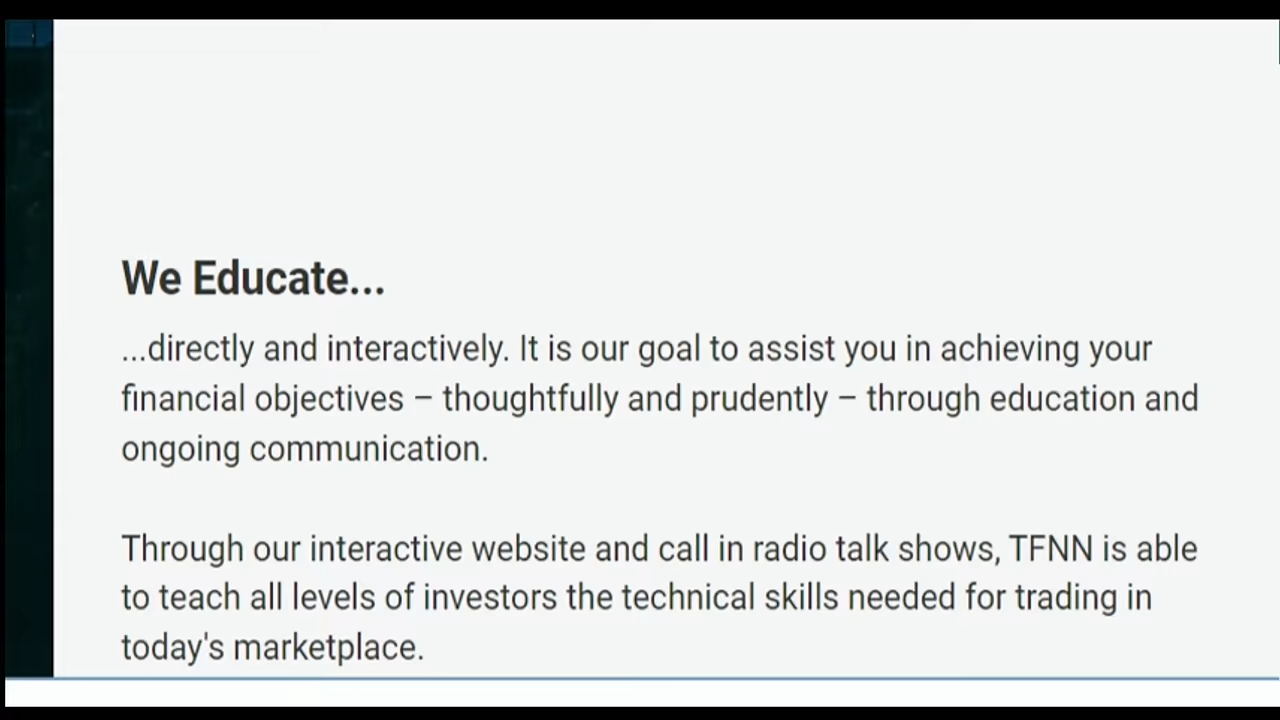 We Educate...
...directly and interactively. It is our goal to assist you in achieving your
financial objectives – thoughtfully and prudently – through education and
ongoing communication.
Through our interactive website and call in radio talk shows, TFNN is able
to teach all levels of investors the technical skills needed for trading in
today's marketplace.